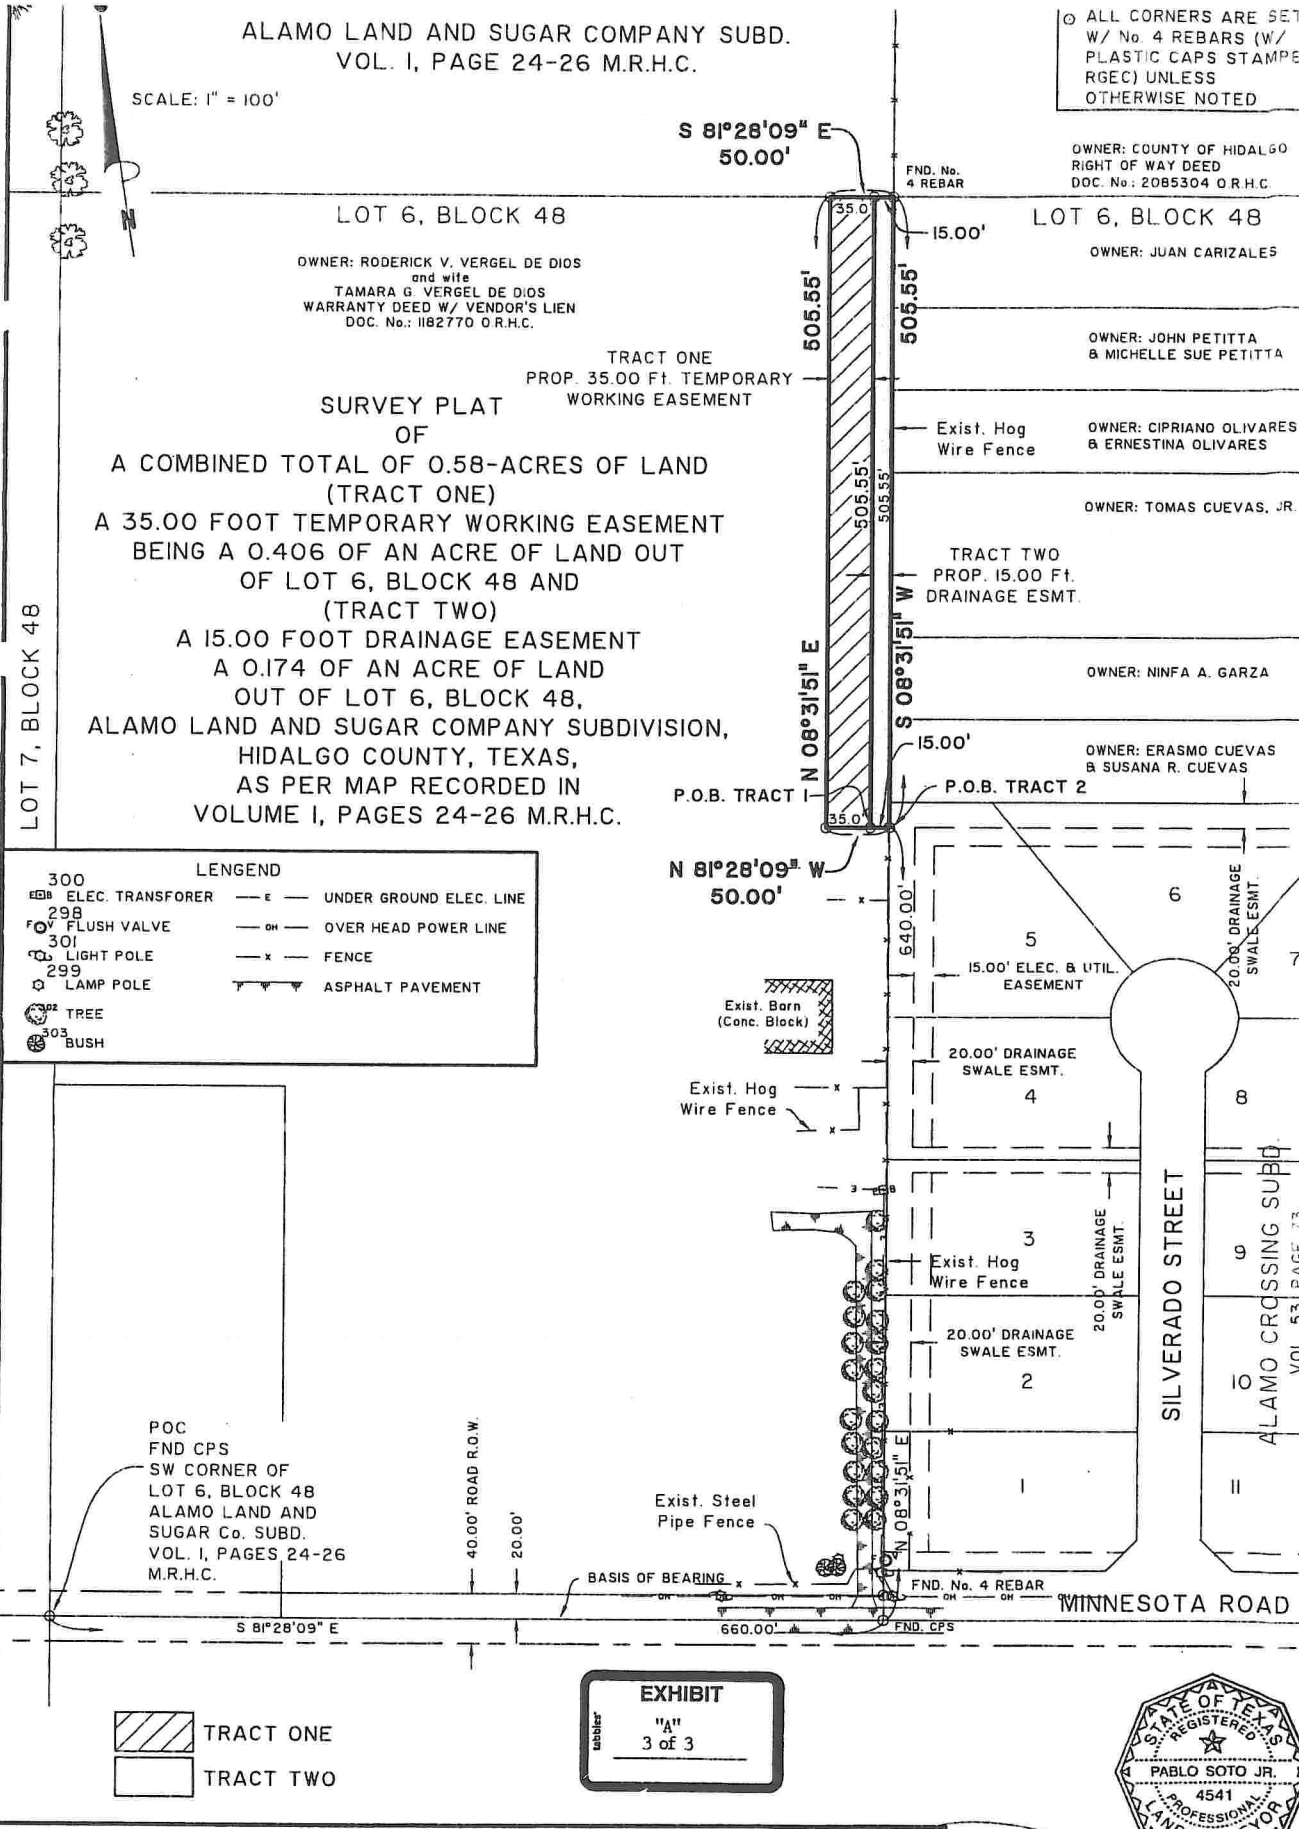 ALAMO LAND AND SUGAR COMPANY SUBD.
VOL. 1, PAGE 24-26 M.R.H.C.
SCALE: 1" = 100'
N
⊙ ALL CORNERS ARE SET
W/ No. 4 REBARS (W/
PLASTIC CAPS STAMPE
RGEC) UNLESS
OTHERWISE NOTED
S 81°28'09" E
50.00'
FND. No.
4 REBAR
OWNER: COUNTY OF HIDALGO
RIGHT OF WAY DEED
DOC. No.: 2085304 O.R.H.C.
LOT 6, BLOCK 48
35.0'
15.00'
LOT 6, BLOCK 48
OWNER: RODERICK V. VERGEL DE DIOS
and wife
TAMARA G. VERGEL DE DIOS
WARRANTY DEED W/ VENDOR'S LIEN
DOC. No.: 1182770 O.R.H.C.
505.55'
505.55'
OWNER: JUAN CARIZALES
OWNER: JOHN PETITTA
& MICHELLE SUE PETITTA
TRACT ONE
PROP. 35.00 Ft. TEMPORARY
WORKING EASEMENT
Exist. Hog
Wire Fence
OWNER: CIPRIANO OLIVARES
& ERNESTINA OLIVARES
505.55'
505.55'
OWNER: TOMAS CUEVAS, JR.
SURVEY PLAT
OF
A COMBINED TOTAL OF 0.58-ACRES OF LAND
(TRACT ONE)
A 35.00 FOOT TEMPORARY WORKING EASEMENT
BEING A 0.406 OF AN ACRE OF LAND OUT
OF LOT 6, BLOCK 48 AND
(TRACT TWO)
A 15.00 FOOT DRAINAGE EASEMENT
A 0.174 OF AN ACRE OF LAND
OUT OF LOT 6, BLOCK 48,
ALAMO LAND AND SUGAR COMPANY SUBDIVISION,
HIDALGO COUNTY, TEXAS,
AS PER MAP RECORDED IN
VOLUME 1, PAGES 24-26 M.R.H.C.
LOT 7, BLOCK 48
TRACT TWO
PROP. 15.00 Ft.
DRAINAGE ESMT.
N 08°31'51" E
S 08°31'51" W
OWNER: NINFA A. GARZA
15.00'
OWNER: ERASMO CUEVAS
& SUSANA R. CUEVAS
P.O.B. TRACT 1
P.O.B. TRACT 2
35.0'
N 81°28'09" W
50.00'
LENGEND
300
ELEC. TRANSFORER
E UNDER GROUND ELEC. LINE
298
F V FLUSH VALVE
OH OVER HEAD POWER LINE
301
LIGHT POLE
x FENCE
299
LAMP POLE
ASPHALT PAVEMENT
302
TREE
303
BUSH
640.00'
5
6
7
20.00' DRAINAGE
SWALE ESMT.
15.00' ELEC. & UTIL.
EASEMENT
Exist. Barn
(Conc. Block)
20.00' DRAINAGE
SWALE ESMT.
4
8
Exist. Hog
Wire Fence
3
9
Exist. Hog
Wire Fence
20.00' DRAINAGE
SWALE ESMT.
SILVERADO STREET
ALAMO CROSSING SUBD
20.00' DRAINAGE
SWALE ESMT.
2
10
1
11
N 08°31'51" E
POC
FND CPS
SW CORNER OF
LOT 6, BLOCK 48
ALAMO LAND AND
SUGAR Co. SUBD.
VOL. 1, PAGES 24-26
M.R.H.C.
40.00' ROAD R.O.W.
20.00'
Exist. Steel
Pipe Fence
BASIS OF BEARING
FND. No. 4 REBAR
OH OH OH
MINNESOTA ROAD
S 81°28'09" E
660.00'
FND. CPS
EXHIBIT
"A"
3 of 3
tabbies
TRACT ONE
TRACT TWO
STATE OF TEXAS
REGISTERED
PABLO SOTO JR.
4541
PROFESSIONAL